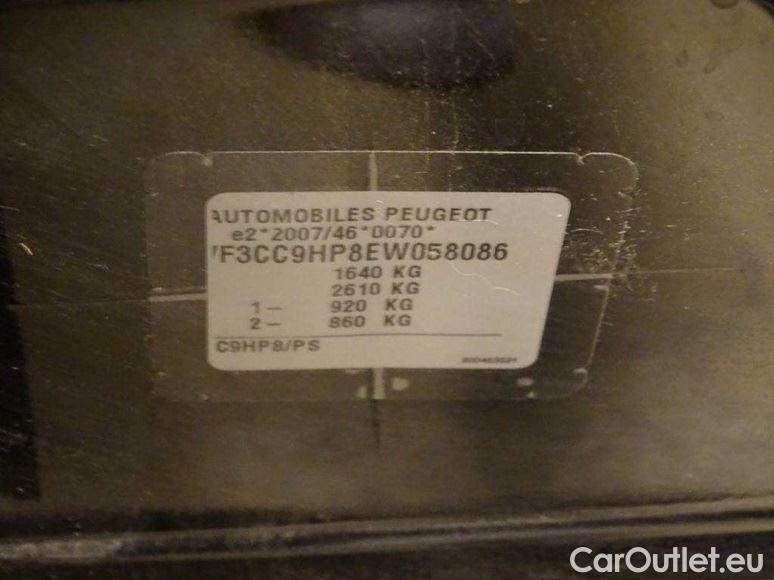 AUTOMOBILES PEUGEOT
e2*2007/46*0070*
VF3CC9HP8EW058086
1640 KG
2610 KG
1- 920 KG
2- 860 KG
C9HP8/PS
CarOutlet.eu